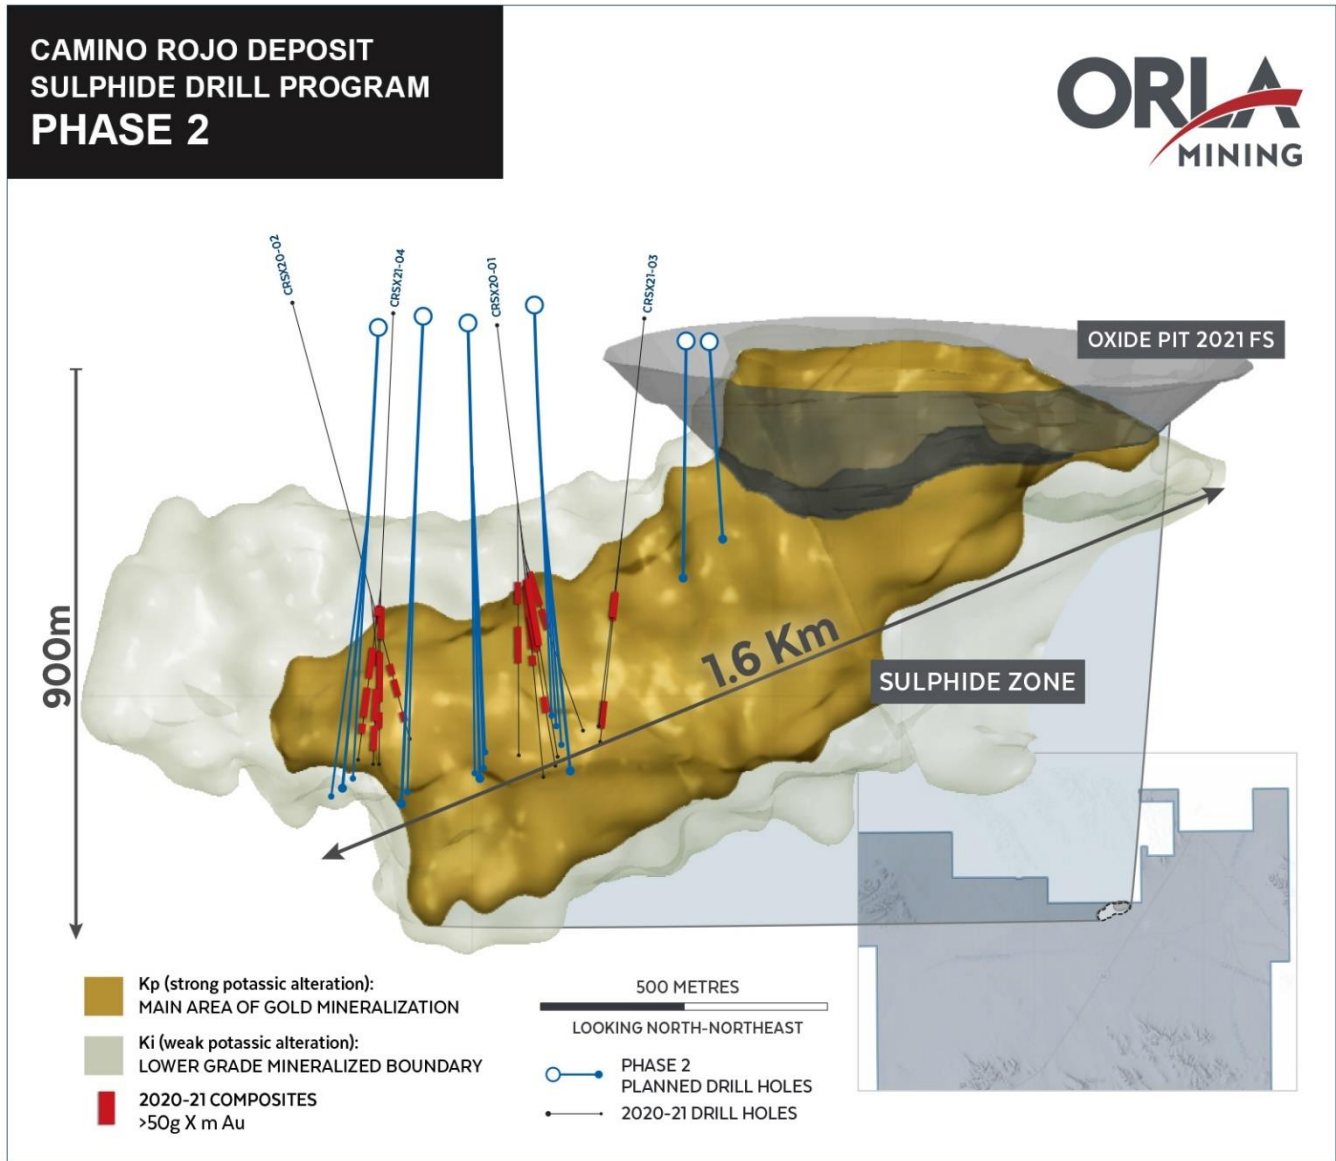 CAMINO ROJO DEPOSIT
SULPHIDE DRILL PROGRAM
PHASE 2
ORLA
MINING
CRSX20-02
CRSX21-04
CRSX20-01
CRSX21-03
OXIDE PIT 2021 FS
900m
1.6 Km
SULPHIDE ZONE
Kp (strong potassic alteration):
MAIN AREA OF GOLD MINERALIZATION
Ki (weak potassic alteration):
LOWER GRADE MINERALIZED BOUNDARY
2020-21 COMPOSITES
>50g X m Au
500 METRES
LOOKING NORTH-NORTHEAST
PHASE 2
PLANNED DRILL HOLES
2020-21 DRILL HOLES